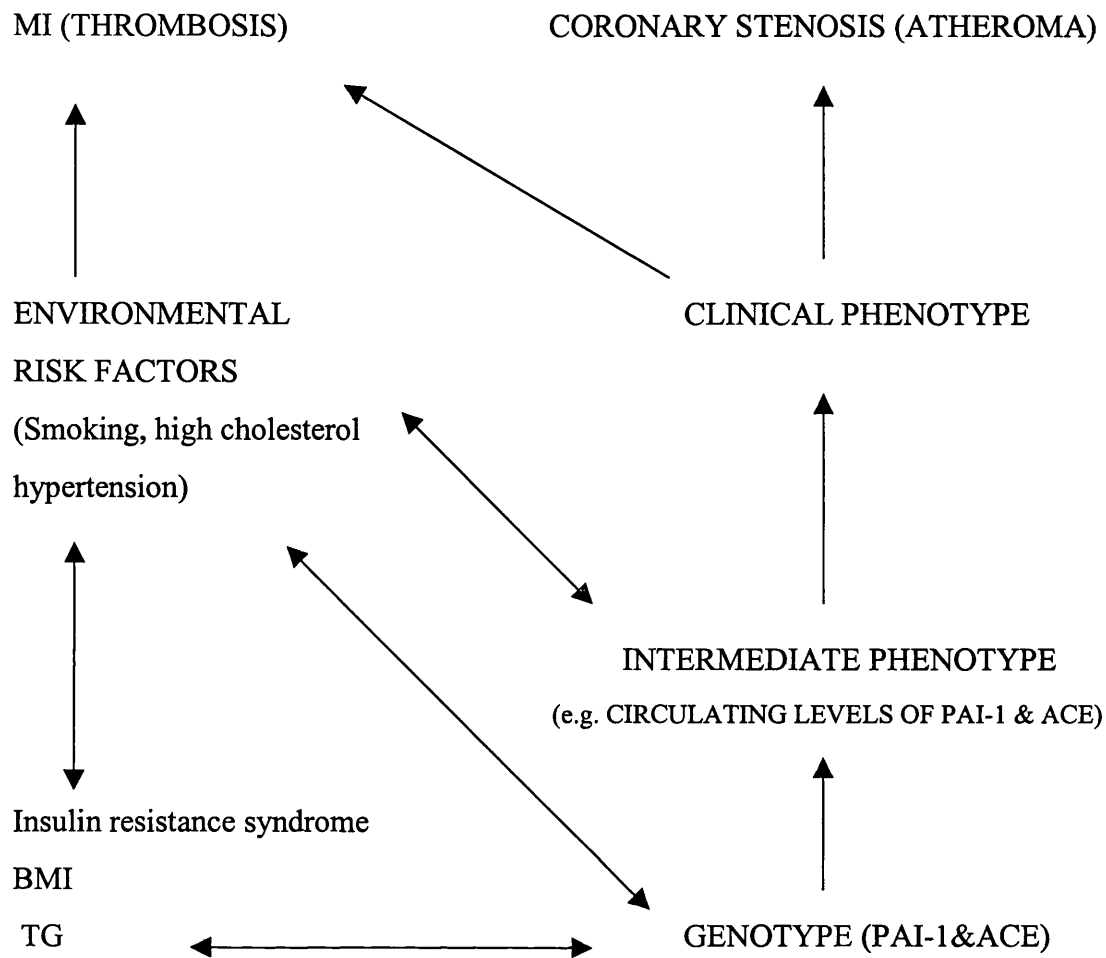 MI (THROMBOSIS)
CORONARY STENOSIS (ATHEROMA)
ENVIRONMENTAL
RISK FACTORS
(Smoking, high cholesterol
hypertension)
CLINICAL PHENOTYPE
INTERMEDIATE PHENOTYPE
(e.g. CIRCULATING LEVELS OF PAI-1 & ACE)
Insulin resistance syndrome
BMI
TG
GENOTYPE (PAI-1&ACE)